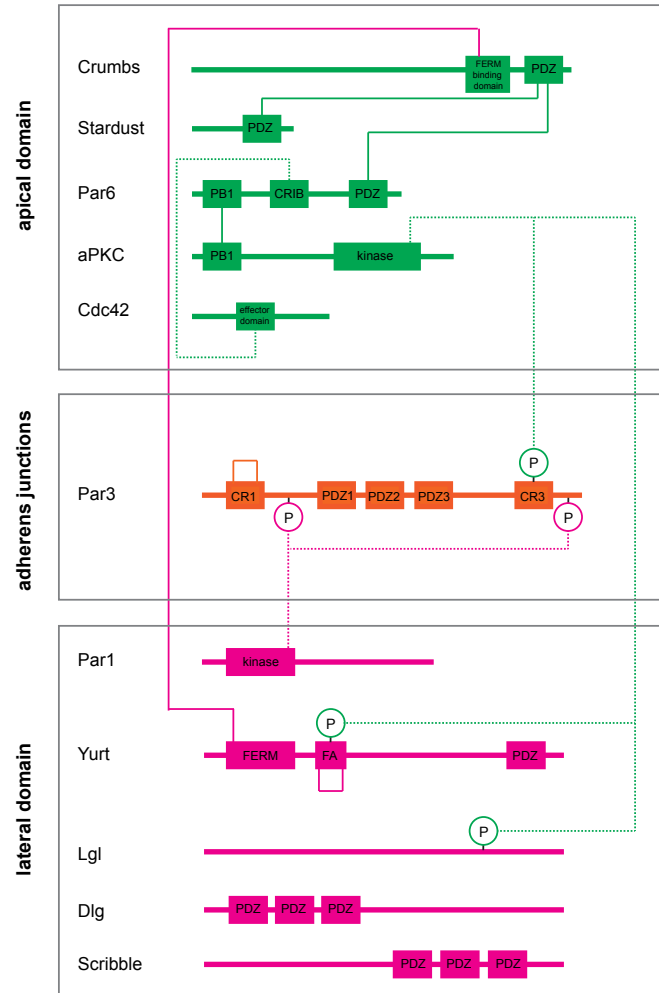 apical domain
Crumbs
FERM
binding
domain
PDZ
Stardust
PDZ
Par6
PB1
CRIB
PDZ
aPKC
PB1
kinase
Cdc42
effector
domain
adherens junctions
P
Par3
CR1
PDZ1
PDZ2
PDZ3
CR3
P
P
lateral domain
Par1
kinase
P
Yurt
FERM
FA
PDZ
P
Lgl
Dlg
PDZ
PDZ
PDZ
Scribble
PDZ
PDZ
PDZ